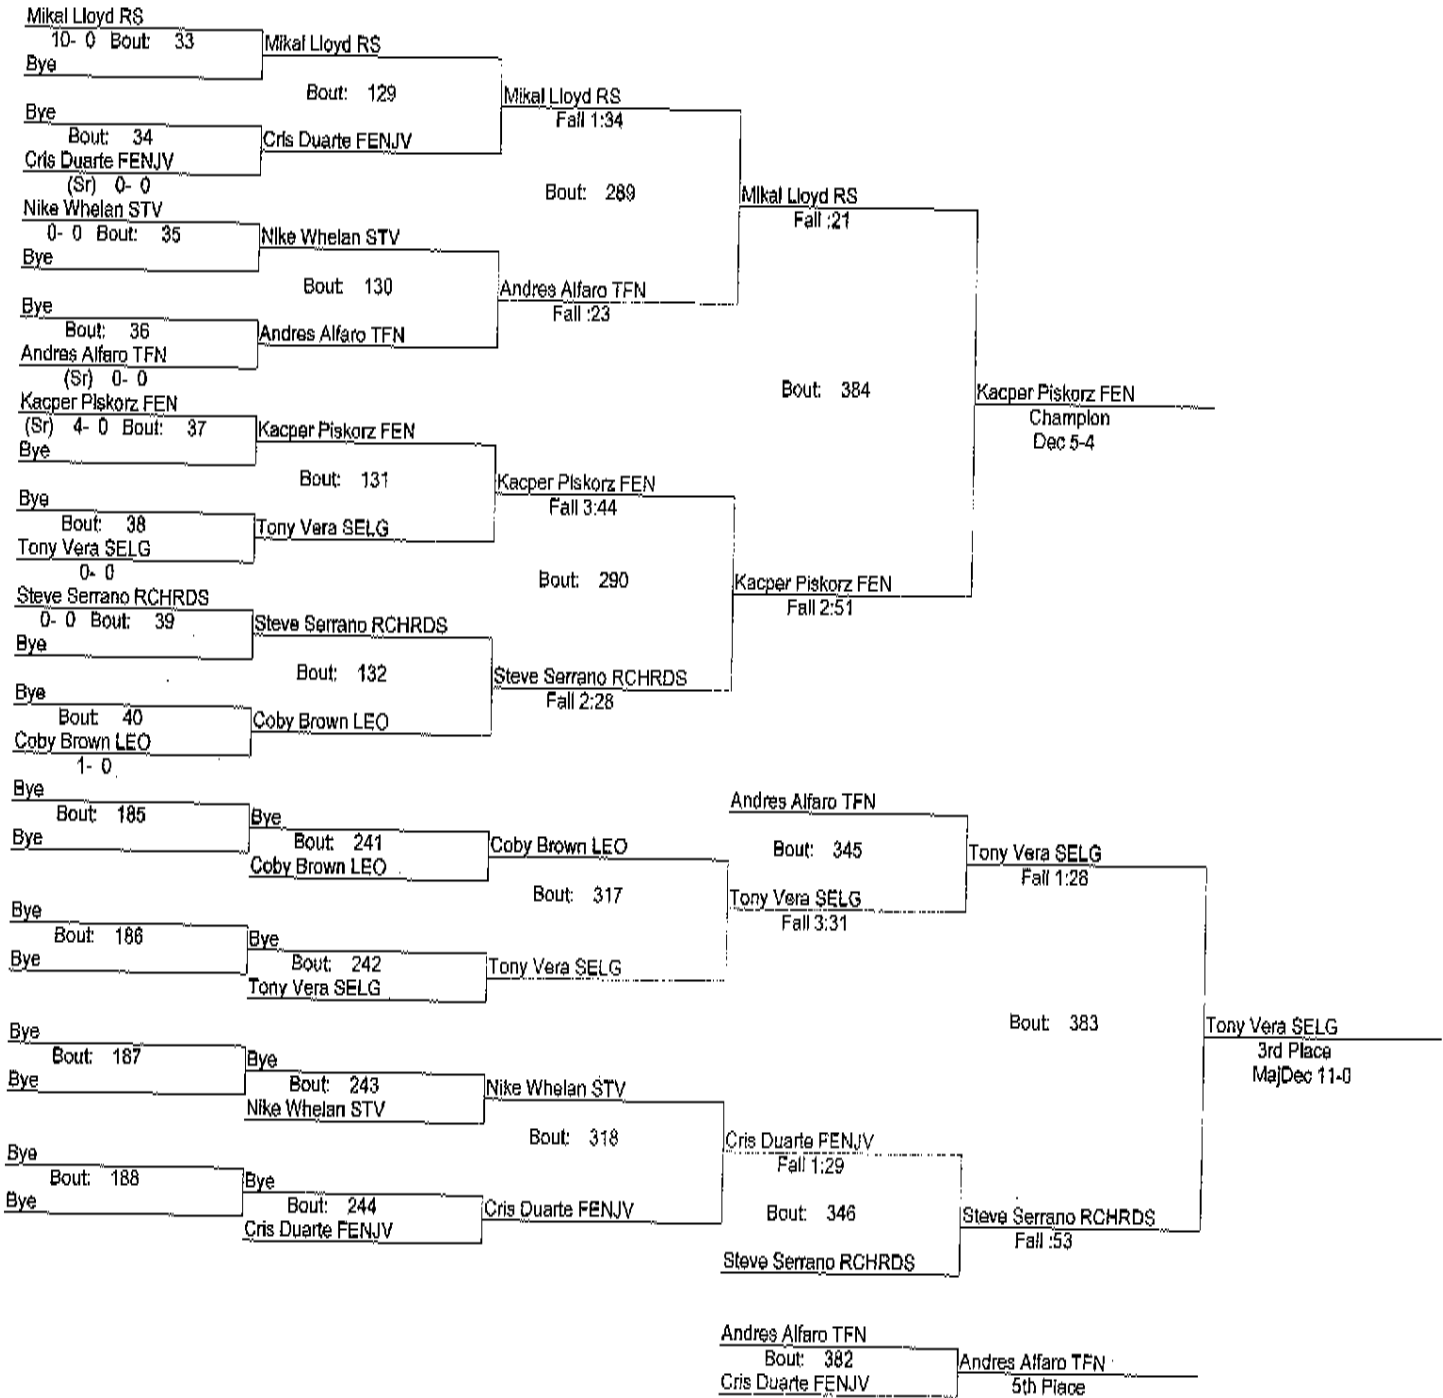 Mikal Lloyd RS
10- 0 Bout: 33
Bye
Mikal Lloyd RS
Bout: 129
Bye
Bout: 34
Cris Duarte FENJV
(Sr) 0- 0
Cris Duarte FENJV
Mikal Lloyd RS
Fall 1:34
Bout: 289
Nike Whelan STV
0- 0 Bout: 35
Bye
Nike Whelan STV
Bout: 130
Bye
Bout: 36
Andres Alfaro TFN
(Sr) 0- 0
Andres Alfaro TFN
Andres Alfaro TFN
Fall :23
Mikal Lloyd RS
Fall :21
Bout: 384
Kacper Piskorz FEN
(Sr) 4- 0 Bout: 37
Bye
Kacper Piskorz FEN
Bout: 131
Bye
Bout: 38
Tony Vera SELG
0- 0
Tony Vera SELG
Kacper Piskorz FEN
Fall 3:44
Bout: 290
Steve Serrano RCHRDS
0- 0 Bout: 39
Bye
Steve Serrano RCHRDS
Bout: 132
Bye
Bout: 40
Coby Brown LEO
1- 0
Coby Brown LEO
Steve Serrano RCHRDS
Fall 2:28
Kacper Piskorz FEN
Fall 2:51
Kacper Piskorz FEN
Champion
Dec 5-4
Bye
Bout: 185
Bye
Bye
Bout: 241
Coby Brown LEO
Coby Brown LEO
Bout: 317
Bye
Bout: 186
Bye
Bye
Bout: 242
Tony Vera SELG
Tony Vera SELG
Andres Alfaro TFN
Bout: 345
Tony Vera SELG
Fall 3:31
Tony Vera SELG
Fall 1:28
Bout: 383
Bye
Bout: 187
Bye
Bye
Bout: 243
Nike Whelan STV
Nike Whelan STV
Bout: 318
Bye
Bout: 188
Bye
Bye
Bout: 244
Cris Duarte FENJV
Cris Duarte FENJV
Cris Duarte FENJV
Fall 1:29
Bout: 346
Steve Serrano RCHRDS
Steve Serrano RCHRDS
Fall :53
Tony Vera SELG
3rd Place
MajDec 11-0
Andres Alfaro TFN
Bout: 382
Cris Duarte FENJV
Andres Alfaro TFN
5th Place